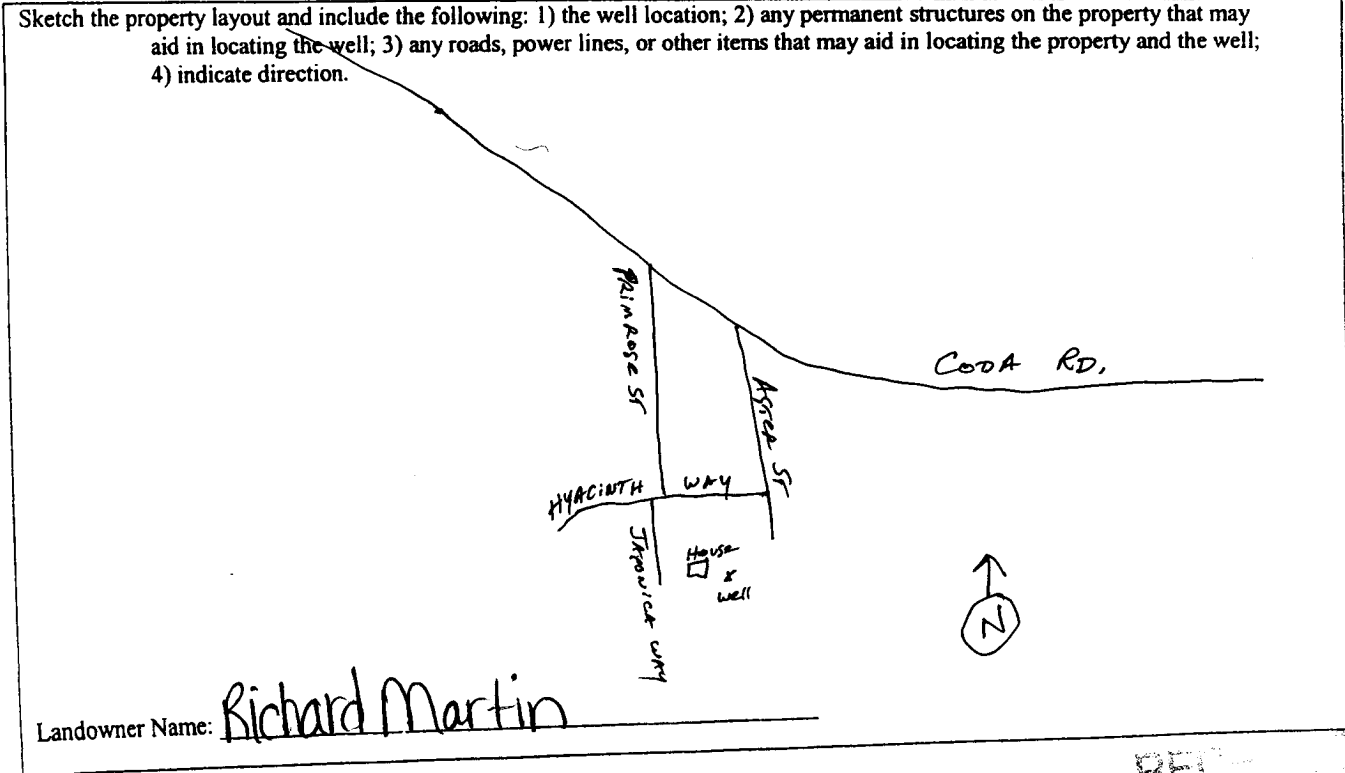 Sketch the property layout and include the following: 1) the well location; 2) any permanent structures on the property that may
aid in locating the well; 3) any roads, power lines, or other items that may aid in locating the property and the well;
4) indicate direction.
PRIMROSE ST
CODA RD.
ASTER ST
HYACINTH WAY
JAPONICA WAY
House
x
well
N
Landowner Name: Richard Martin